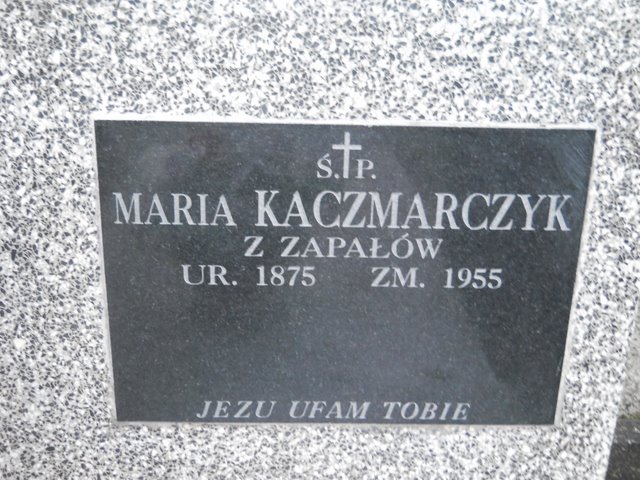 Ś.P.
MARIA KACZMARCZYK
Z ZAPAŁÓW
UR. 1875 ZM. 1955
JEZU UFAM TOBIE